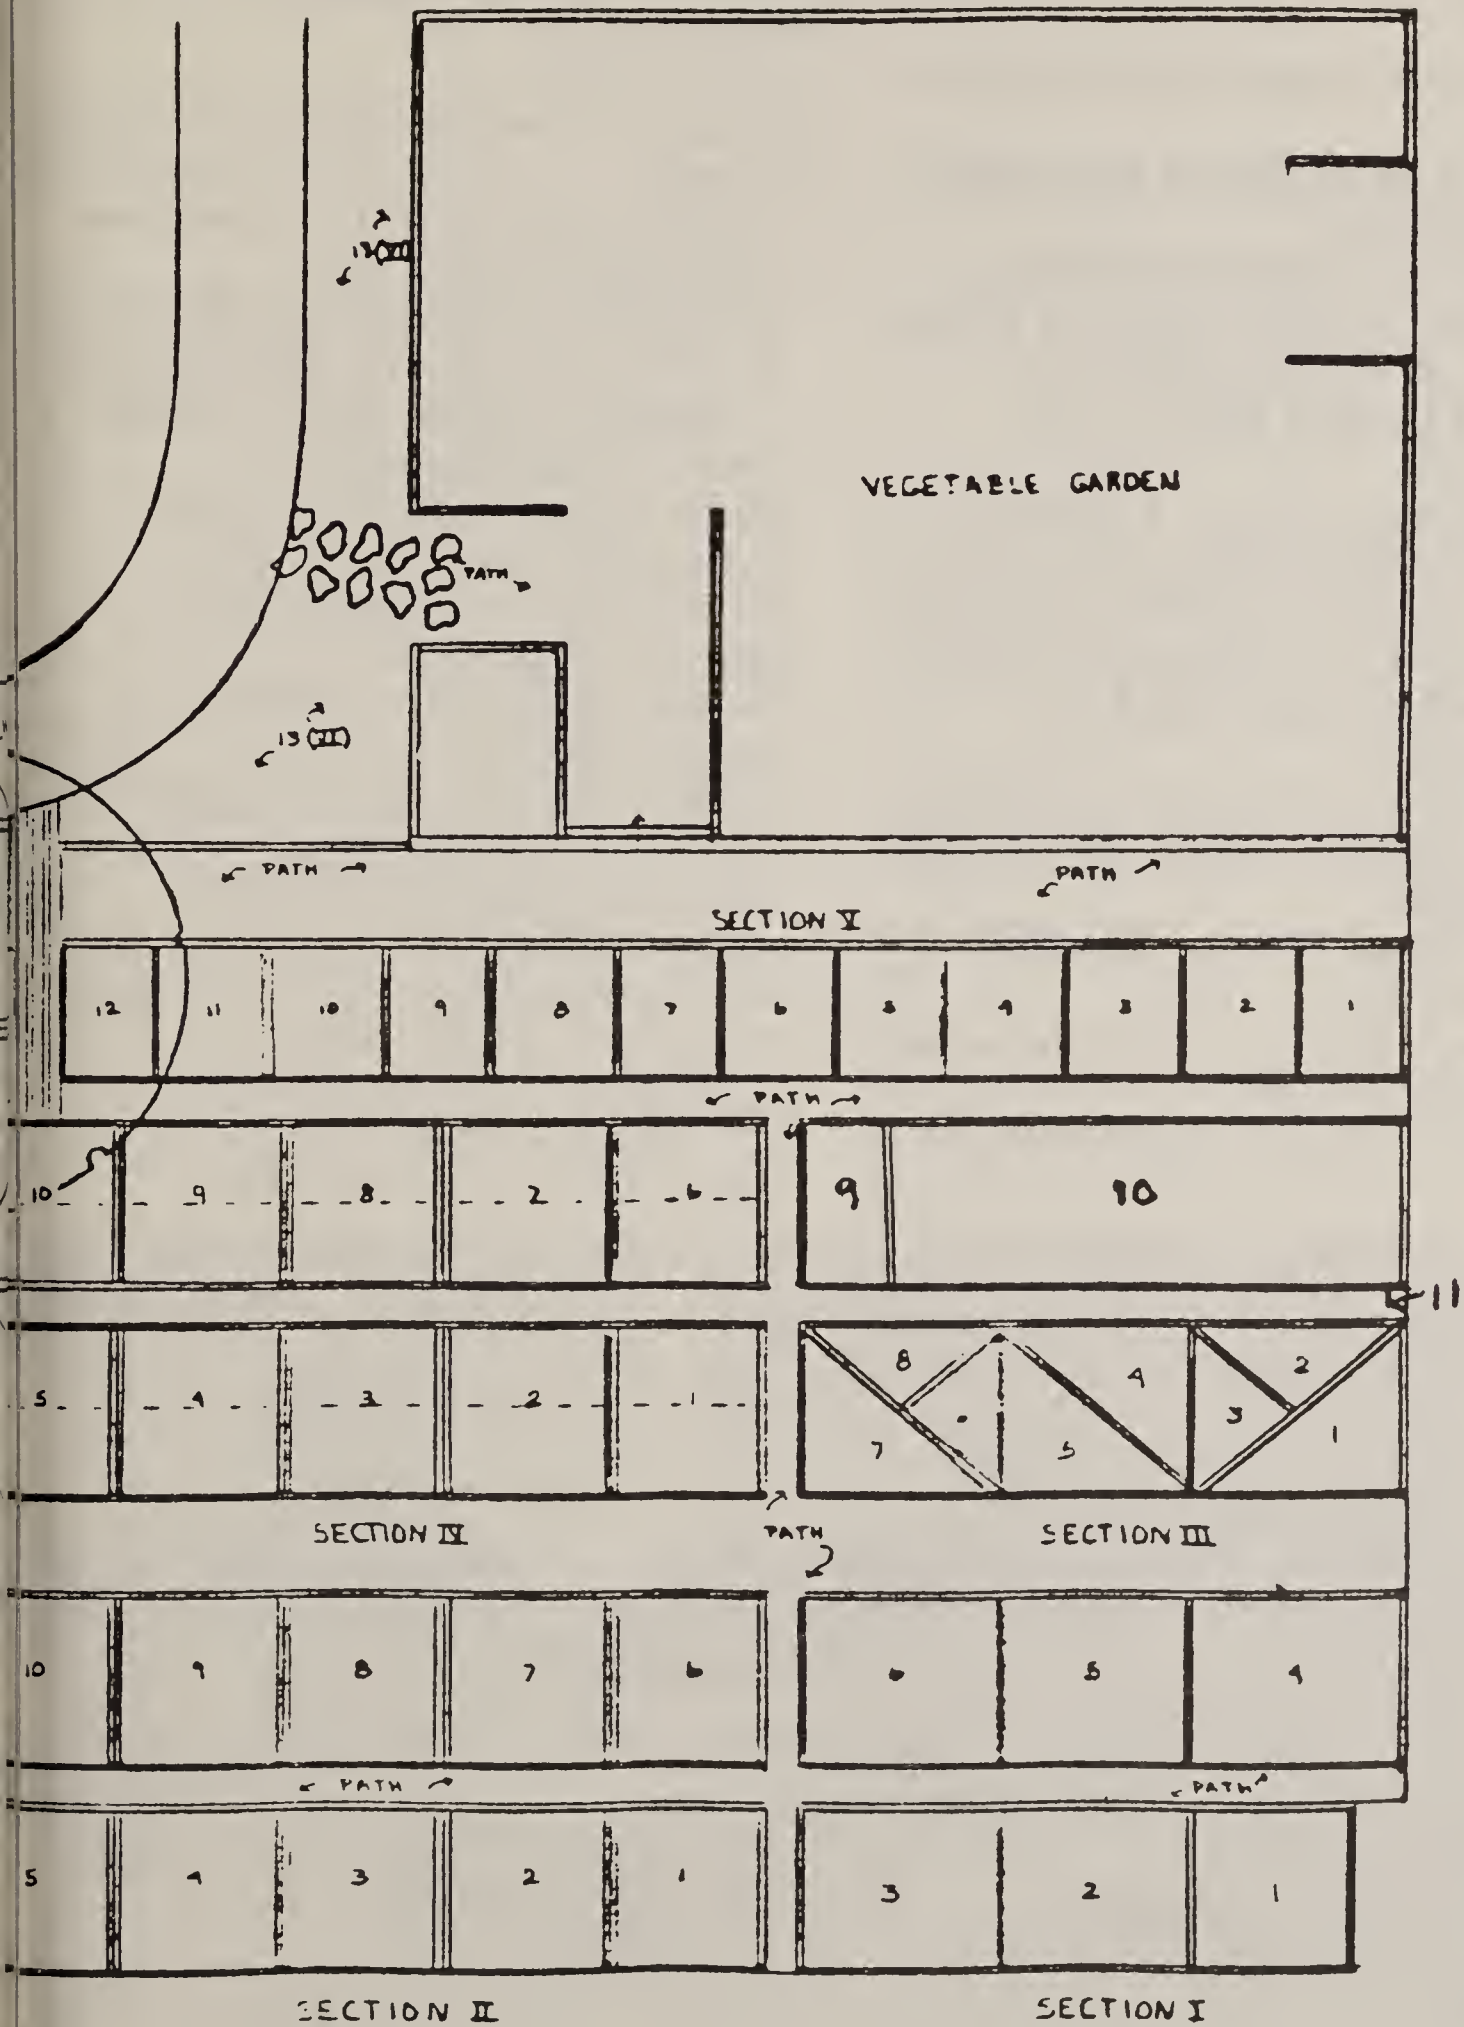 13(VI)
VEGETABLE GARDEN
PATH
13(VI)
PATH PATH
SECTION V
12 11 10 9 8 7 6 5 4 3 2 1
PATH
10 9 8 7 6 9 10
11
5 4 3 2 1 8 4 2
7 5 3 1
SECTION IV PATH SECTION III
10 9 8 7 6 6 5 4
PATH PATH
5 4 3 2 1 3 2 1
SECTION II SECTION I